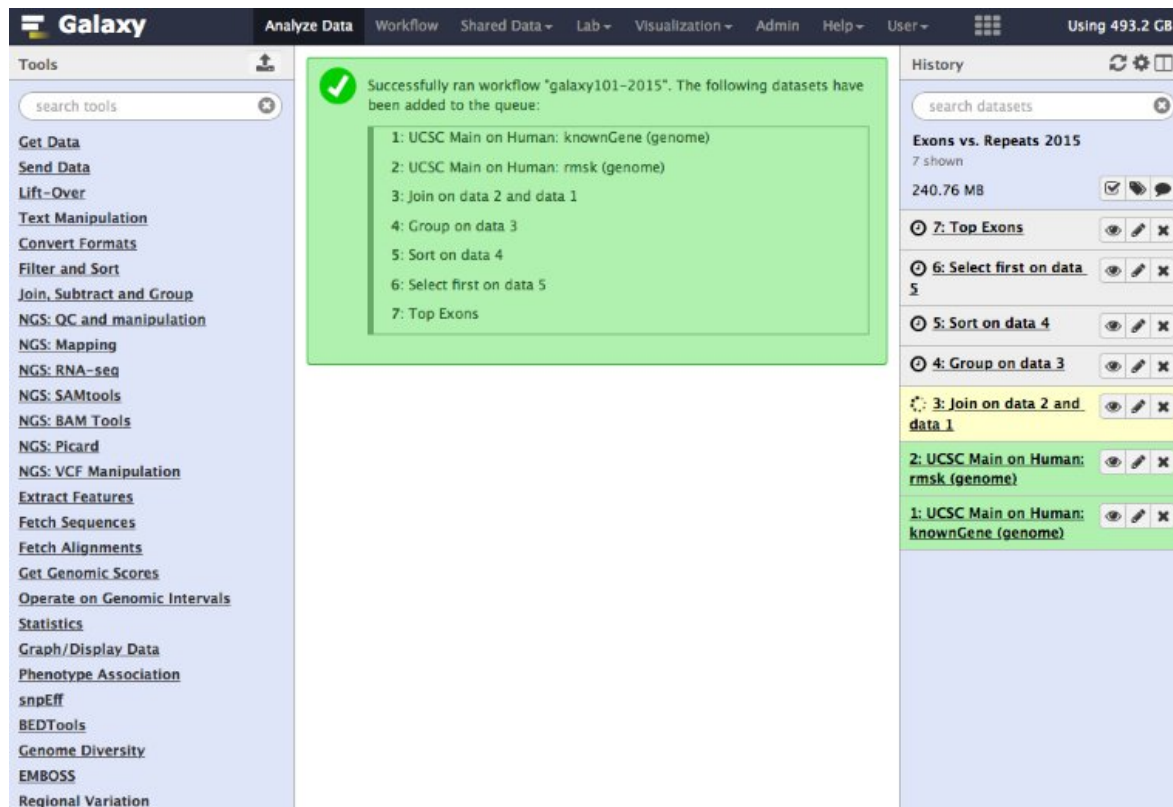 Galaxy
Analyze Data Workflow Shared Data Lab Visualization Admin Help User Using 493.2 GB
Tools
search tools
Get Data
Send Data
Lift-Over
Text Manipulation
Convert Formats
Filter and Sort
Join, Subtract and Group
NGS: QC and manipulation
NGS: Mapping
NGS: RNA-seq
NGS: SAMtools
NGS: BAM Tools
NGS: Picard
NGS: VCF Manipulation
Extract Features
Fetch Sequences
Fetch Alignments
Get Genomic Scores
Operate on Genomic Intervals
Statistics
Graph/Display Data
Phenotype Association
snpEff
BEDTools
Genome Diversity
EMBOSS
Regional Variation
Successfully ran workflow "galaxy101-2015". The following datasets have
been added to the queue:
1: UCSC Main on Human: knownGene (genome)
2: UCSC Main on Human: rmsk (genome)
3: Join on data 2 and data 1
4: Group on data 3
5: Sort on data 4
6: Select first on data 5
7: Top Exons
History
search datasets
Exons vs. Repeats 2015
7 shown
240.76 MB
7: Top Exons
6: Select first on data
5
5: Sort on data 4
4: Group on data 3
3: Join on data 2 and
data 1
2: UCSC Main on Human:
rmsk (genome)
1: UCSC Main on Human:
knownGene (genome)